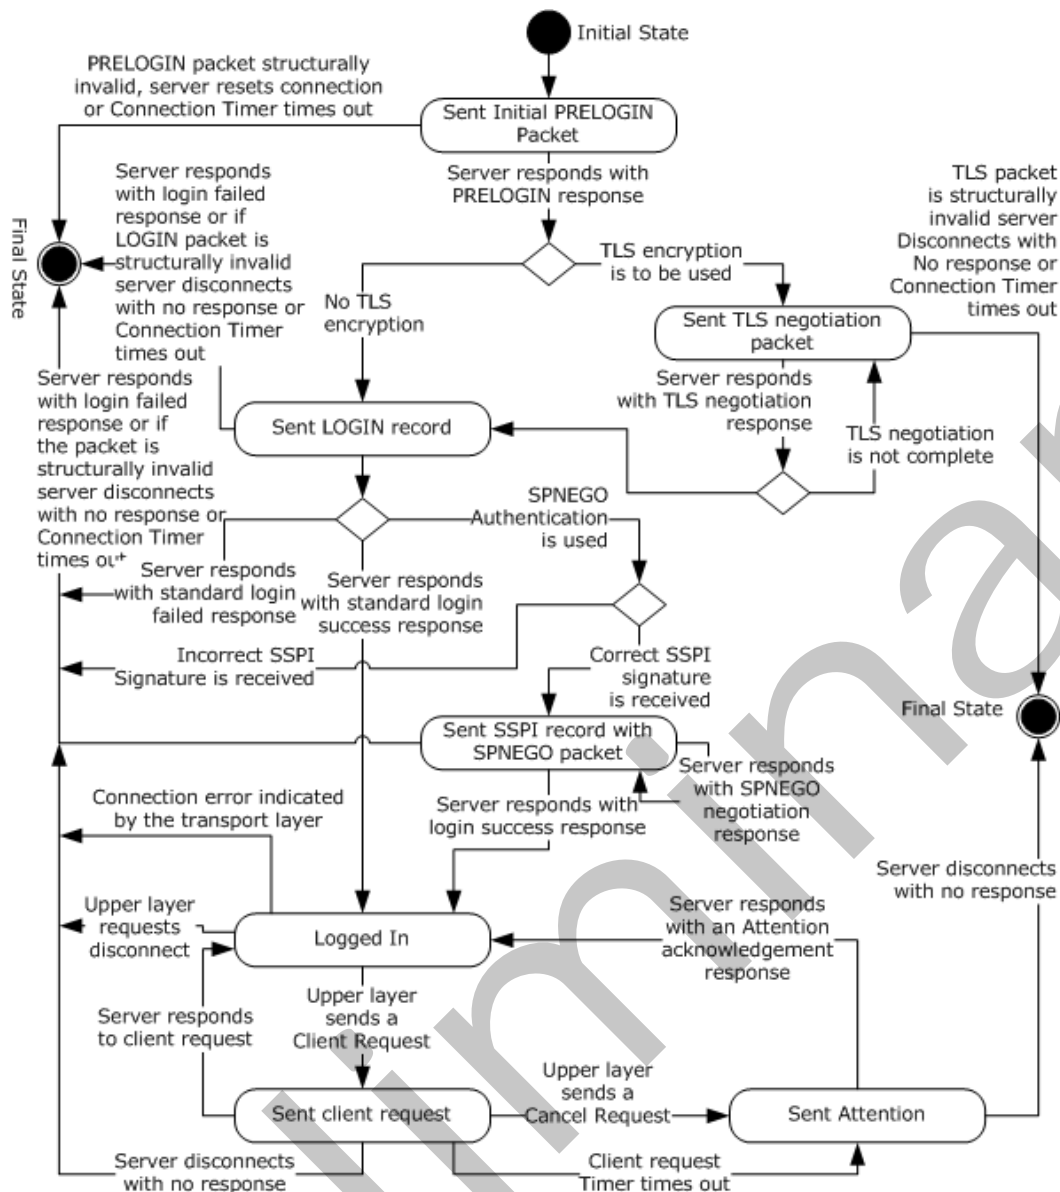 Initial State
PRELOGIN packet structurally
invalid, server resets connection
or Connection Timer times out
Sent Initial PRELOGIN
Packet
Server responds with
PRELOGIN response
Server responds
with login failed
response or if
LOGIN packet is
structurally invalid
server disconnects
with no response or
Connection Timer
times out
Final State
TLS packet
is structurally
invalid server
Disconnects with
No response or
Connection Timer
times out
TLS encryption
is to be used
No TLS
encryption
Sent TLS negotiation
packet
Server responds
with TLS negotiation
response
TLS negotiation
is not complete
Server responds
with login failed
response or if
the packet is
structurally invalid
server disconnects
with no response or
Connection Timer
times out
Sent LOGIN record
SPNEGO
Authentication
is used
Server responds
with standard login
failed response
Server responds
with standard login
success response
Incorrect SSPI
Signature is received
Correct SSPI
signature
is received
Sent SSPI record with
SPNEGO packet
Final State
Server responds
with SPNEGO
negotiation
response
Connection error indicated
by the transport layer
Server responds with
login success response
Server disconnects
with no response
Upper layer
requests
disconnect
Logged In
Server responds
with an Attention
acknowledgement
response
Server responds
to client request
Upper layer
sends a
Client Request
Upper layer
sends a
Cancel Request
Sent client request
Sent Attention
Server disconnects
with no response
Client request
Timer times out
limina